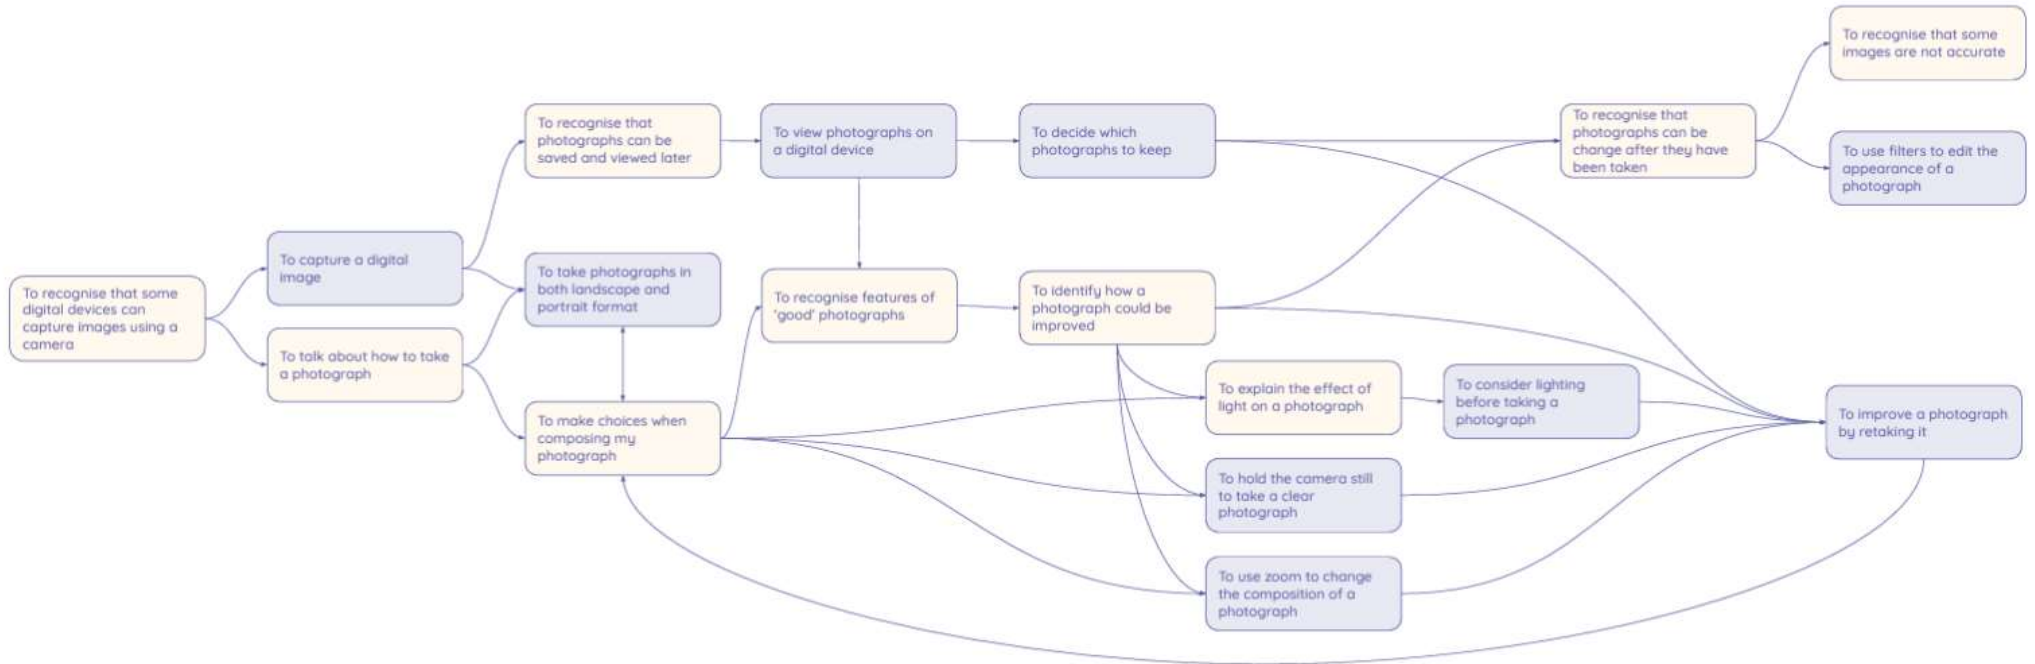 To recognise that some
digital devices can
capture images using a
camera
To capture a digital
image
To talk about how to take
a photograph
To recognise that
photographs can be
saved and viewed later
To take photographs in
both landscape and
portrait format
To make choices when
composing my
photograph
To view photographs on
a digital device
To recognise features of
'good' photographs
To decide which
photographs to keep
To identify how a
photograph could be
improved
To explain the effect of
light on a photograph
To hold the camera still
to take a clear
photograph
To use zoom to change
the composition of a
photograph
To consider lighting
before taking a
photograph
To recognise that
photographs can be
change after they have
been taken
To recognise that some
images are not accurate
To use filters to edit the
appearance of a
photograph
To improve a photograph
by retaking it